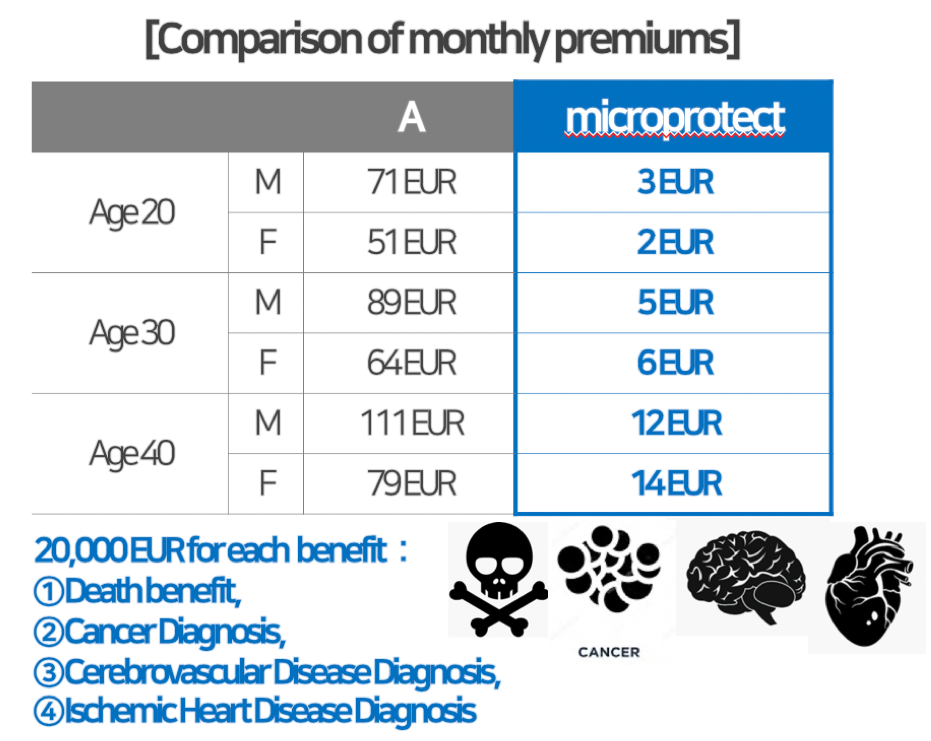 [Comparison of monthly premiums]
A microprotect
Age 20 M 71 EUR 3 EUR
F 51 EUR 2 EUR
Age 30 M 89 EUR 5 EUR
F 64 EUR 6 EUR
Age 40 M 111 EUR 12 EUR
F 79 EUR 14 EUR
20,000 EUR for each benefit :
①Death benefit,
②Cancer Diagnosis,
③Cerebrovascular Disease Diagnosis,
④Ischemic Heart Disease Diagnosis
CANCER